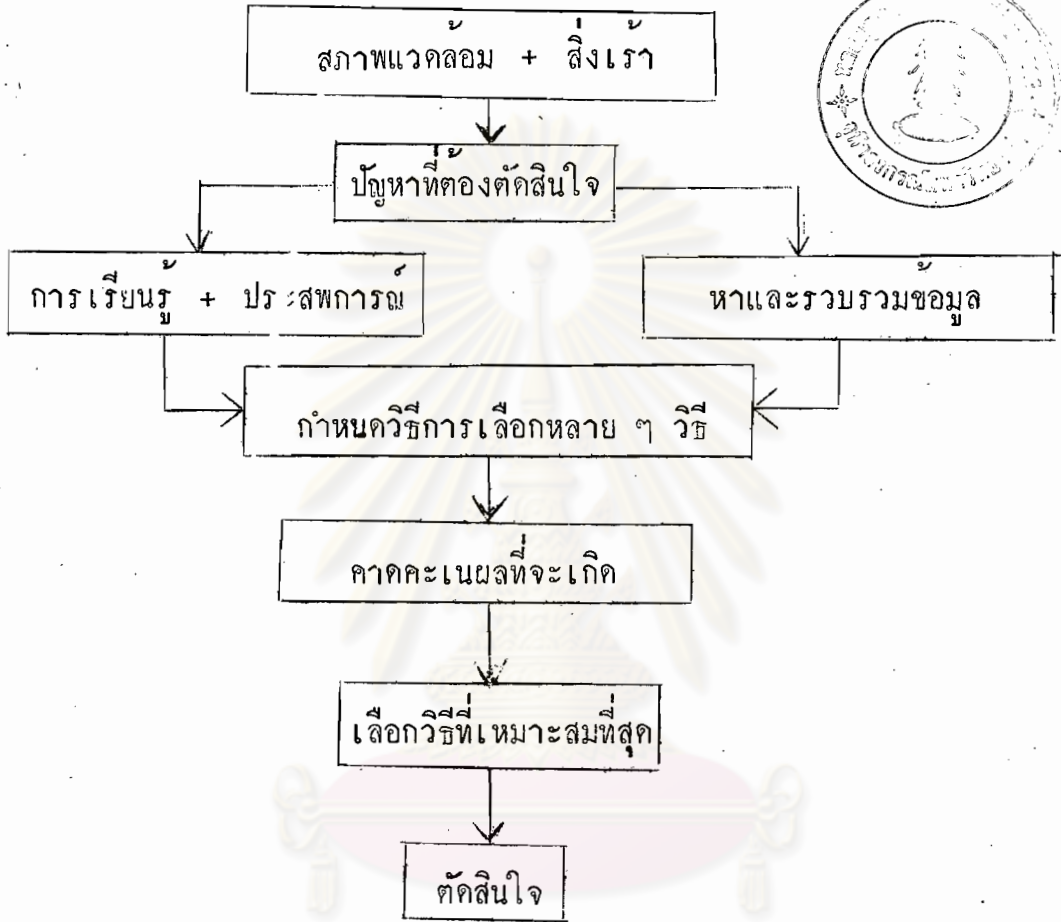 สภาพแวดล้อม + สิ่งเร้า
ปัญหาที่ต้องตัดสินใจ
การเรียนรู้ + ประสพการณ์
หาและรวบรวมข้อมูล
กำหนดวิธีการเลือกหลาย ๆ วิธี
คาดคะเนผลที่จะเกิด
เลือกวิธีที่เหมาะสมที่สุด
ตัดสินใจ